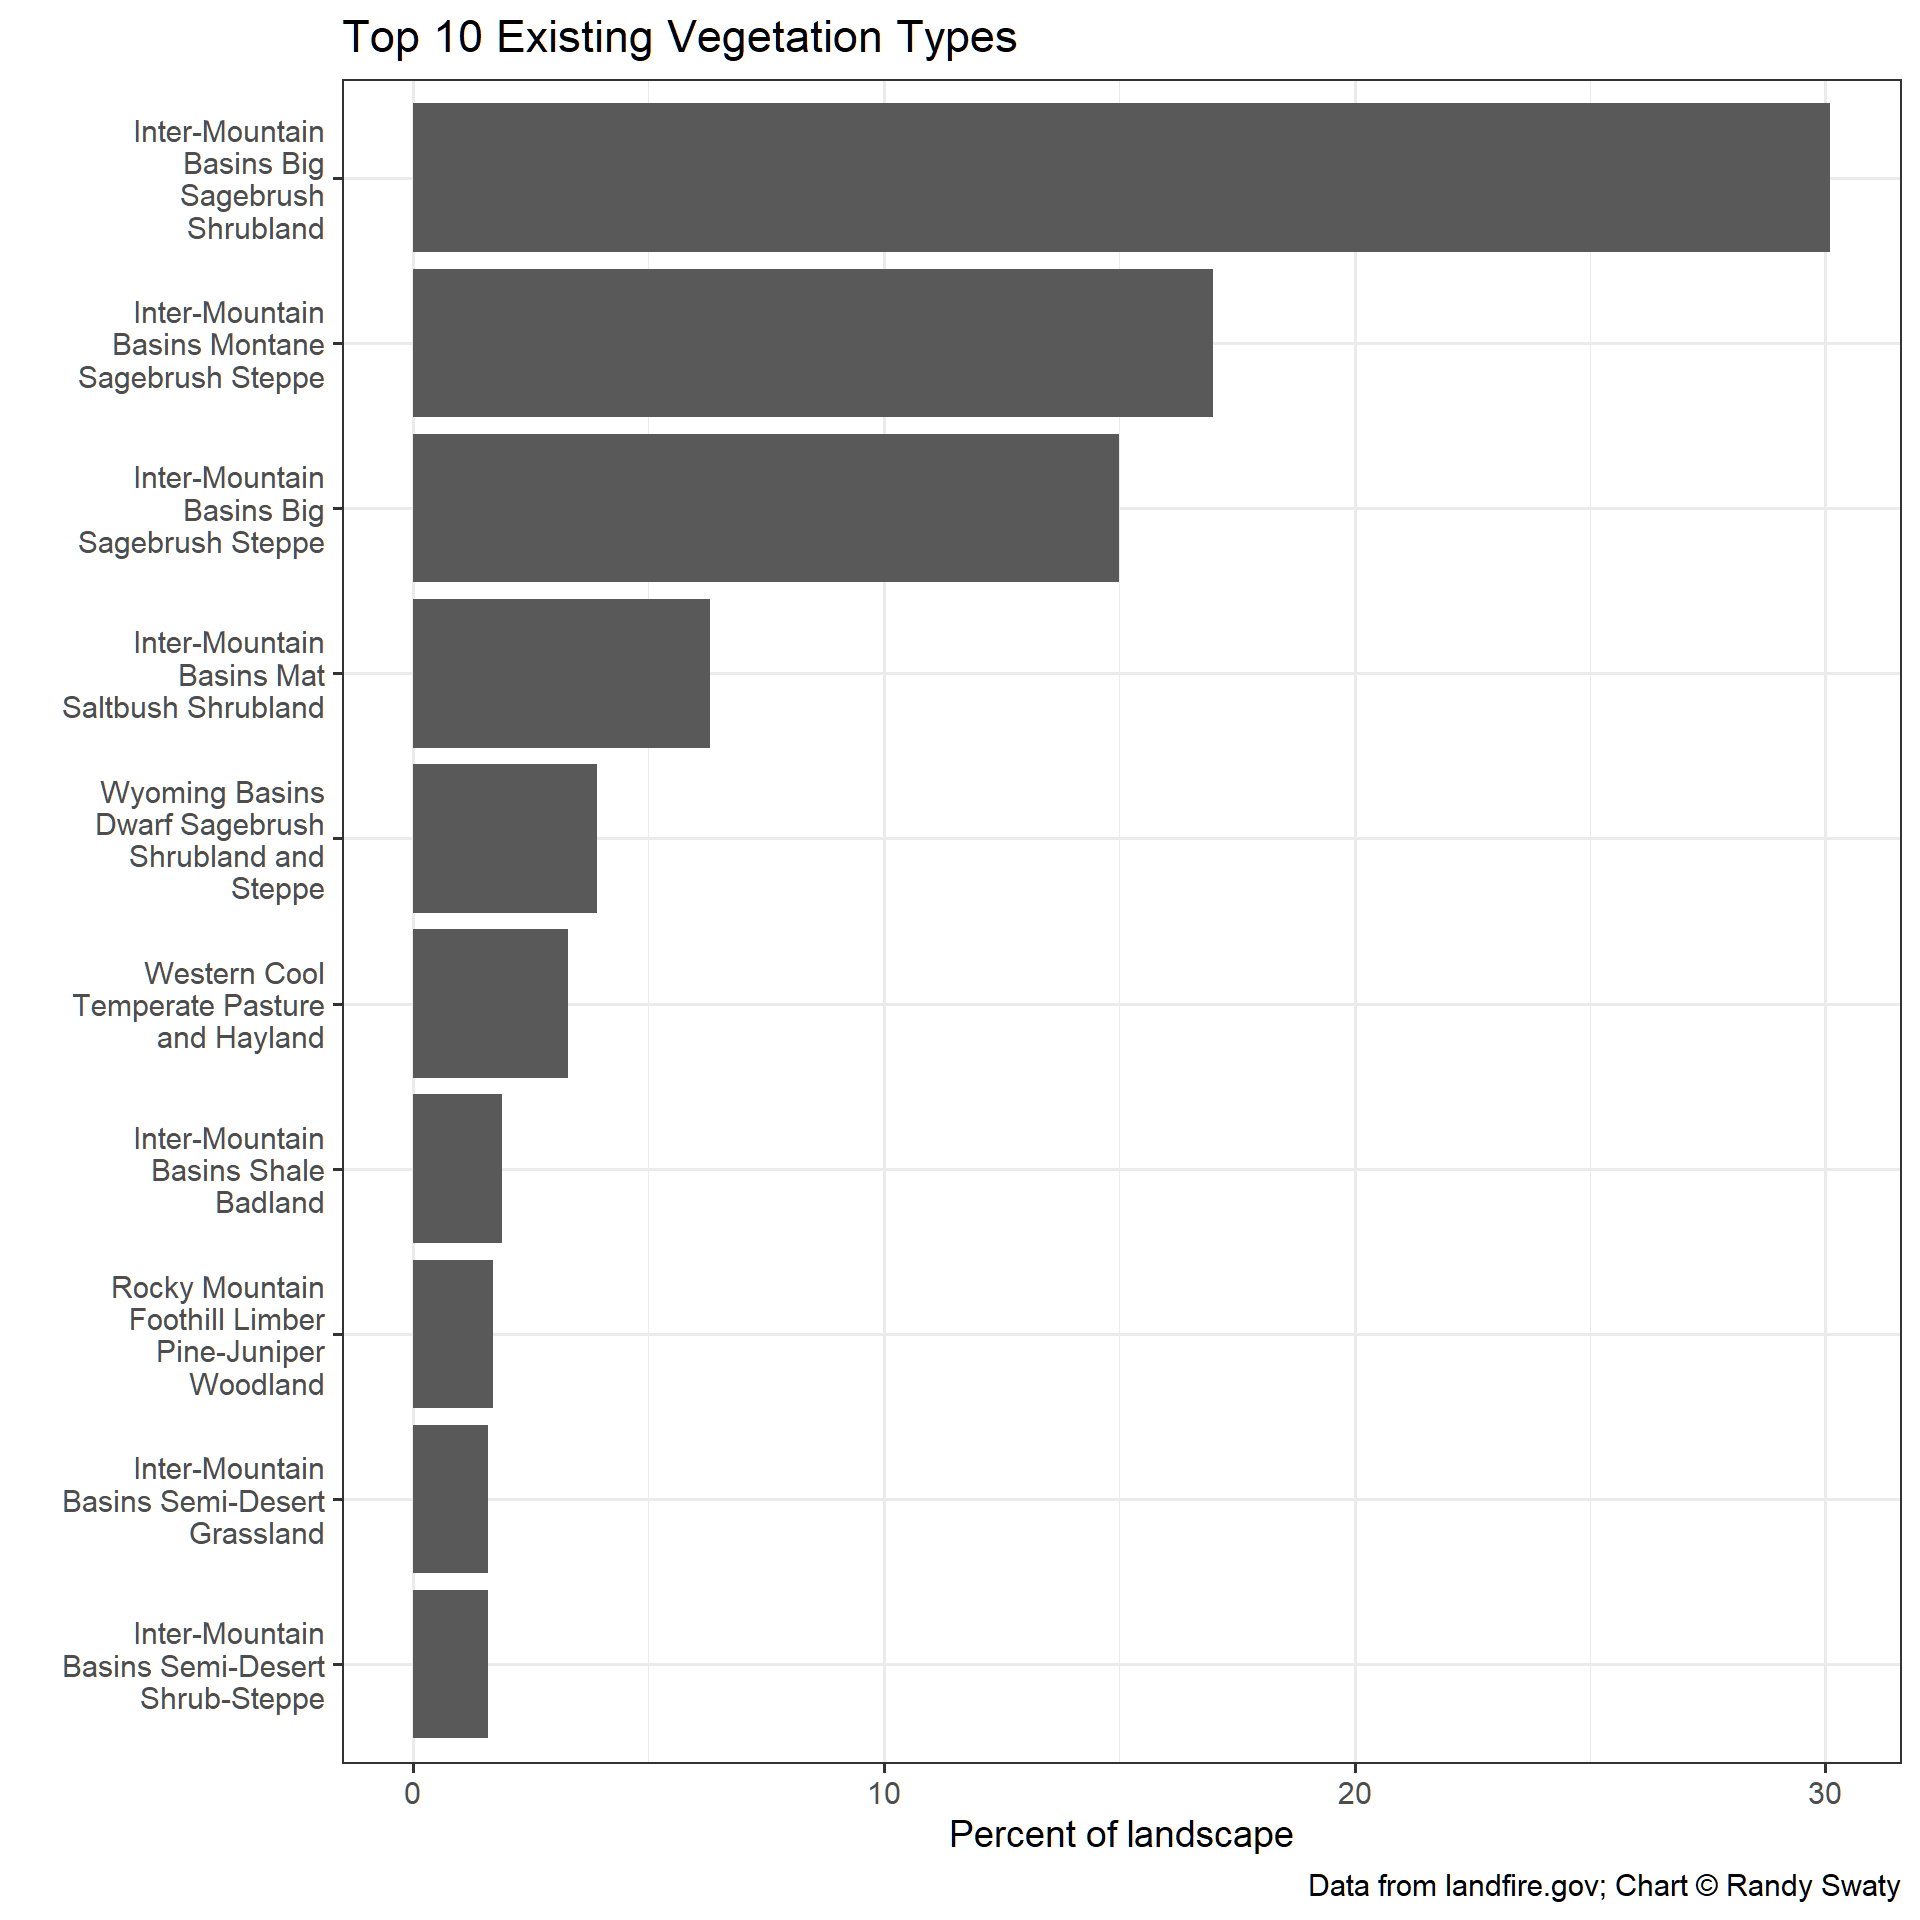 Top 10 Existing Vegetation Types
Inter-Mountain
Basins Big
Sagebrush
Shrubland
Inter-Mountain
Basins Montane
Sagebrush Steppe
Inter-Mountain
Basins Big
Sagebrush Steppe
Inter-Mountain
Basins Mat
Saltbush Shrubland
Wyoming Basins
Dwarf Sagebrush
Shrubland and
Steppe
Western Cool
Temperate Pasture
and Hayland
Inter-Mountain
Basins Shale
Badland
Rocky Mountain
Foothill Limber
Pine-Juniper
Woodland
Inter-Mountain
Basins Semi-Desert
Grassland
Inter-Mountain
Basins Semi-Desert
Shrub-Steppe
0 10 20 30
Percent of landscape
Data from landfire.gov; Chart © Randy Swaty